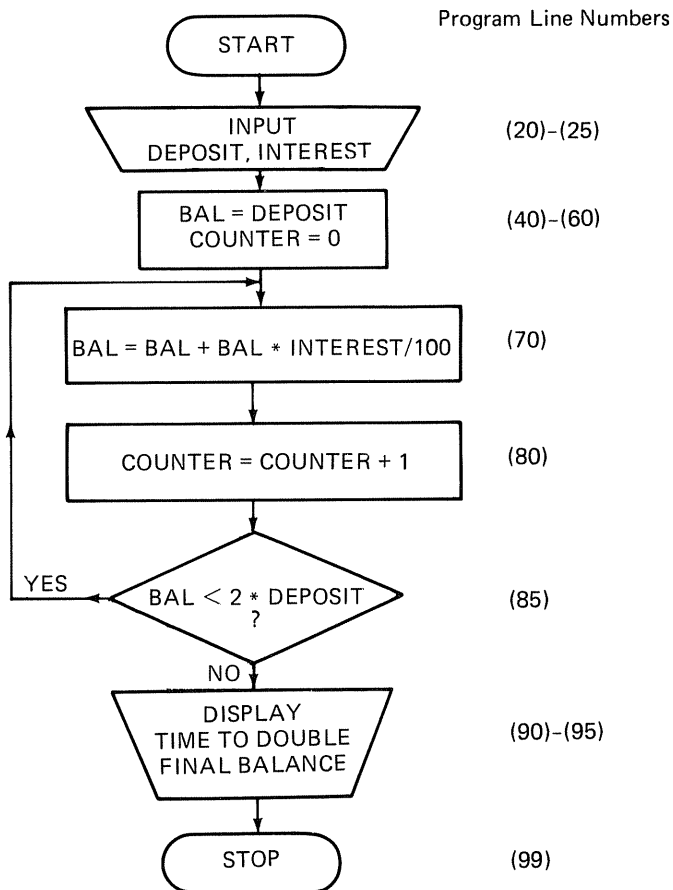 Program Line Numbers
START
INPUT
DEPOSIT, INTEREST
(20)-(25)
BAL = DEPOSIT
COUNTER = 0
(40)-(60)
BAL = BAL + BAL * INTEREST/100
(70)
COUNTER = COUNTER + 1
(80)
YES
BAL < 2 * DEPOSIT
?
(85)
NO
DISPLAY
TIME TO DOUBLE
FINAL BALANCE
(90)-(95)
STOP
(99)